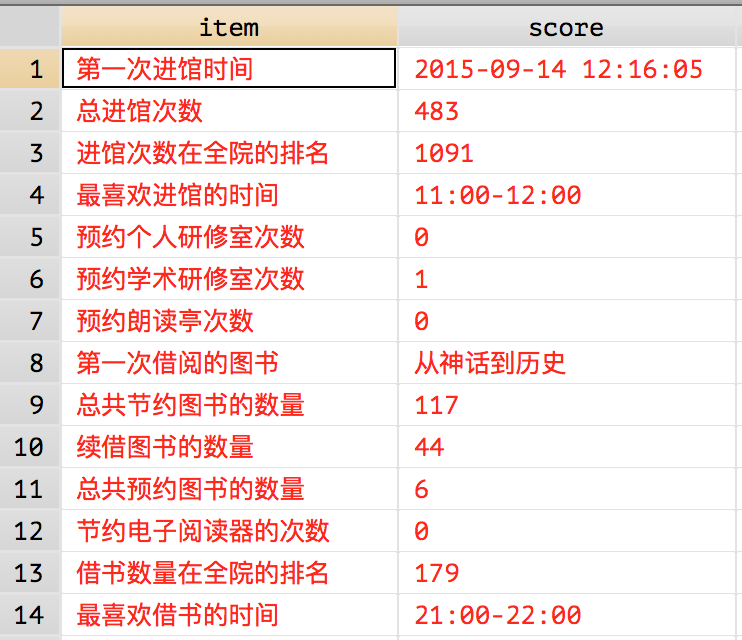 item score
1 第一次进馆时间 2015-09-14 12:16:05
2 总进馆次数 483
3 进馆次数在全院的排名 1091
4 最喜欢进馆的时间 11:00-12:00
5 预约个人研修室次数 0
6 预约学术研修室次数 1
7 预约朗读亭次数 0
8 第一次借阅的图书 从神话到历史
9 总共节约图书的数量 117
10 续借图书的数量 44
11 总共预约图书的数量 6
12 节约电子阅读器的次数 0
13 借书数量在全院的排名 179
14 最喜欢借书的时间 21:00-22:00